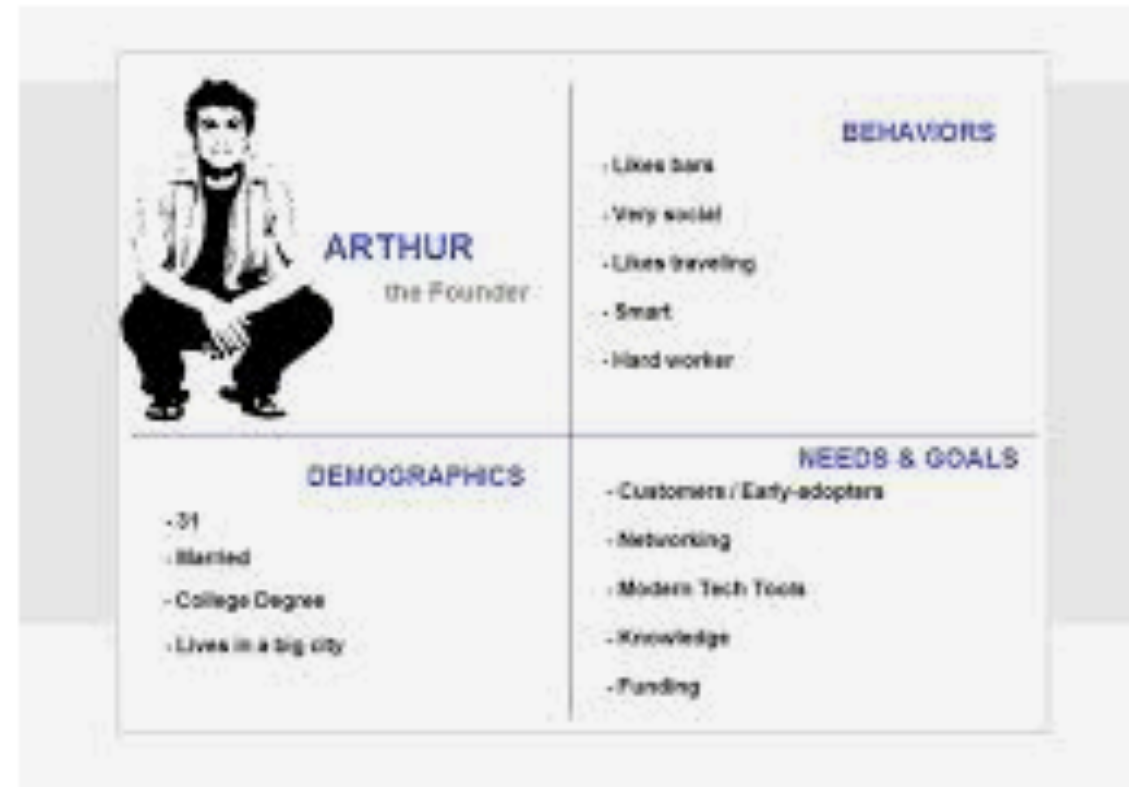 ARTHUR
the Founder
BEHAVIORS
- Likes bars
- Very social
- Likes traveling
- Smart
- Hard worker
DEMOGRAPHICS
- 31
- Married
- College Degree
- Lives in a big city
NEEDS & GOALS
- Customers / Early-adopters
- Networking
- Modern Tech Tools
- Knowledge
- Funding